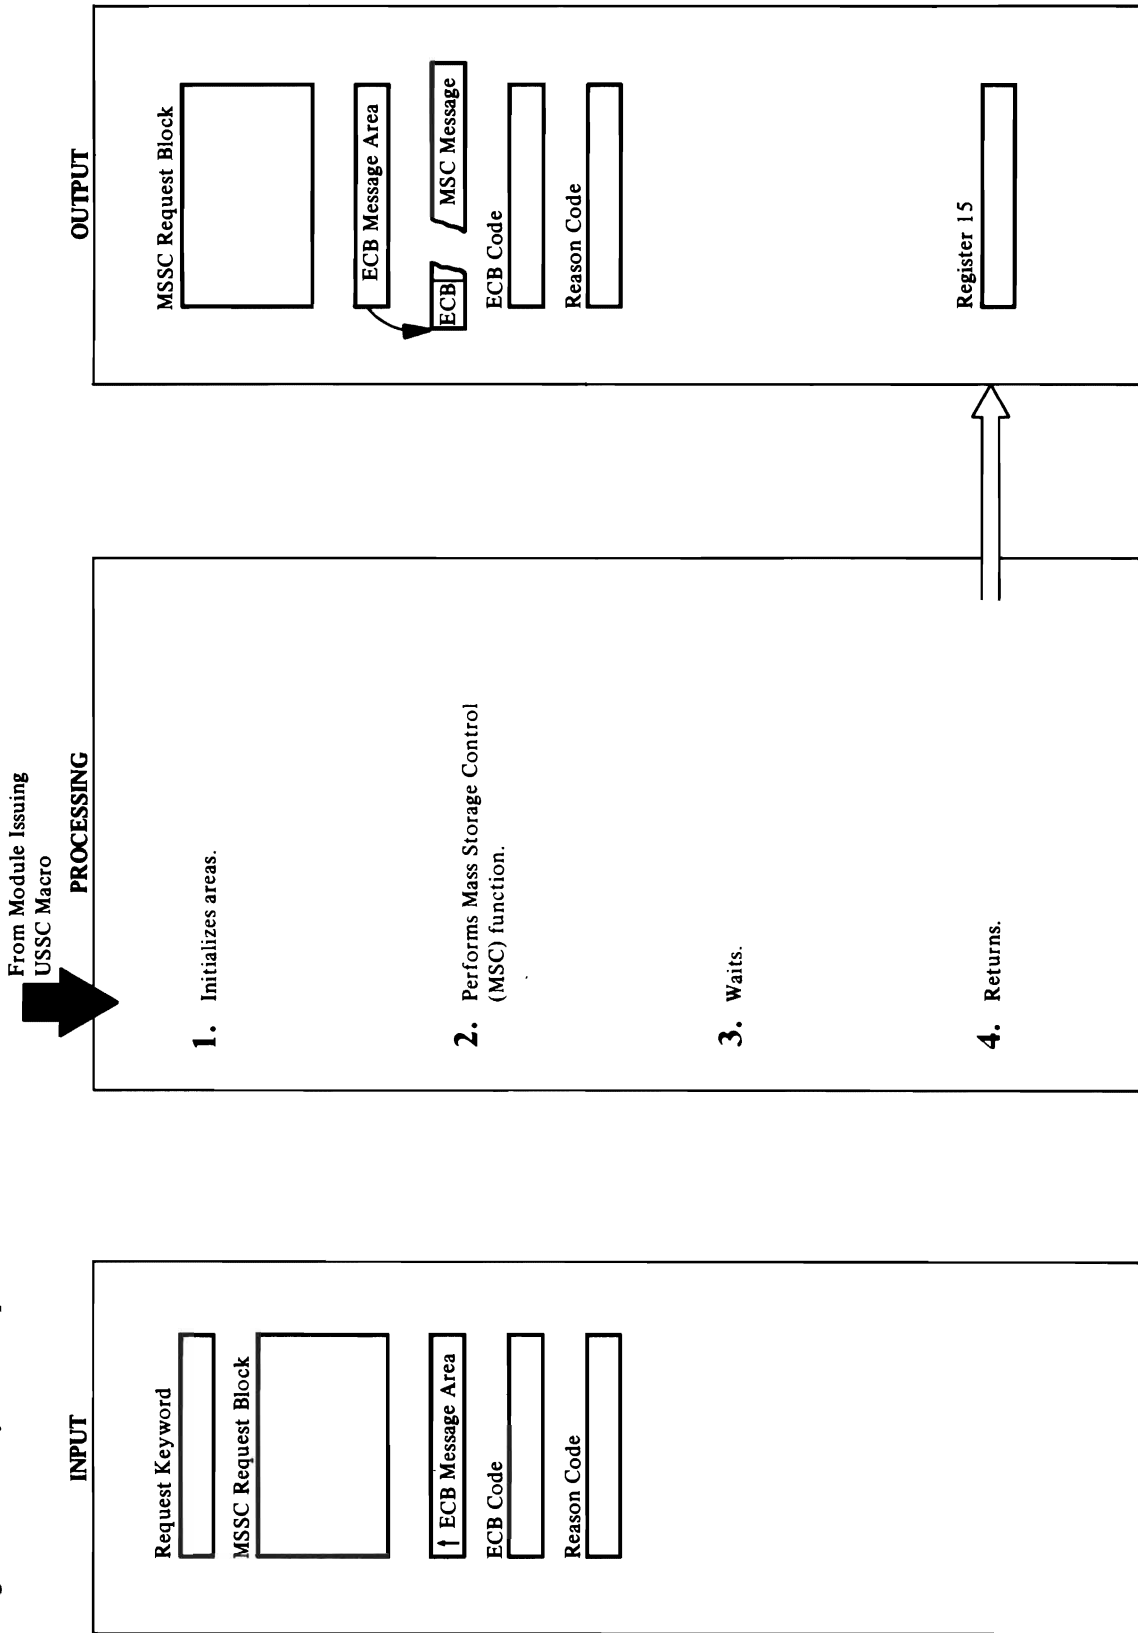 From Module Issuing
USSC Macro
INPUT
PROCESSING
OUTPUT
Request Keyword
MSSC Request Block
↑ ECB Message Area
ECB Code
Reason Code
1. Initializes areas.
2. Performs Mass Storage Control
(MSC) function.
3. Waits.
4. Returns.
MSSC Request Block
ECB Message Area
ECB
MSC Message
ECB Code
Reason Code
Register 15